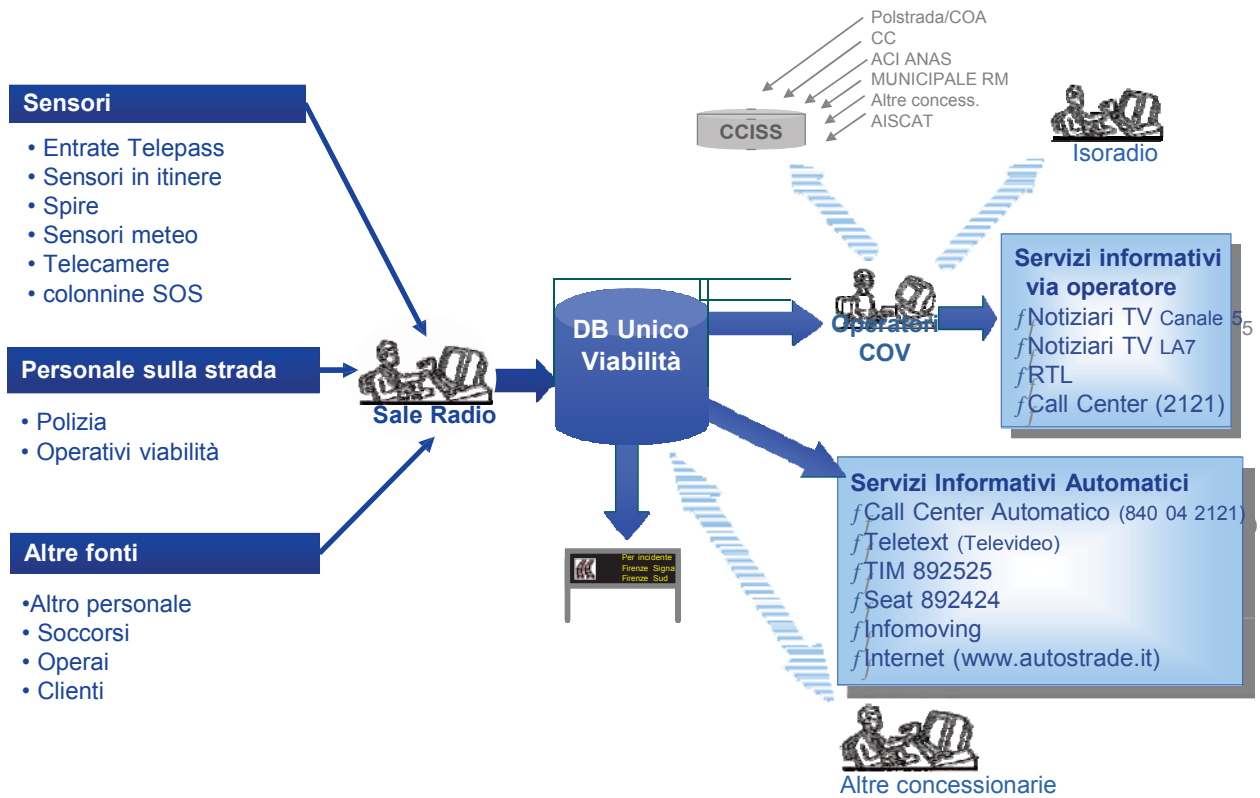 Polstrada/COA
CC
ACI ANAS
MUNICIPALE RM
Altre concess.
AISCAT
CCISS
Isoradio
Sensori
• Entrate Telepass
• Sensori in itinere
• Spire
• Sensori meteo
• Telecamere
• colonnine SOS
Personale sulla strada
• Polizia
• Operativi viabilità
Altre fonti
•Altro personale
• Soccorsi
• Operai
• Clienti
Sale Radio
DB Unico
Viabilità
Operatori
COV
Servizi informativi
via operatore
ƒNotiziari TV Canale 5
ƒNotiziari TV LA7
ƒRTL
ƒCall Center (2121)
Servizi Informativi Automatici
ƒCall Center Automatico (840 04 2121)
ƒTeletext (Televideo)
ƒTIM 892525
ƒSeat 892424
ƒInfomoving
ƒInternet (www.autostrade.it)
Per incidente
Firenze Signa
Firenze Sud
Altre concessionarie